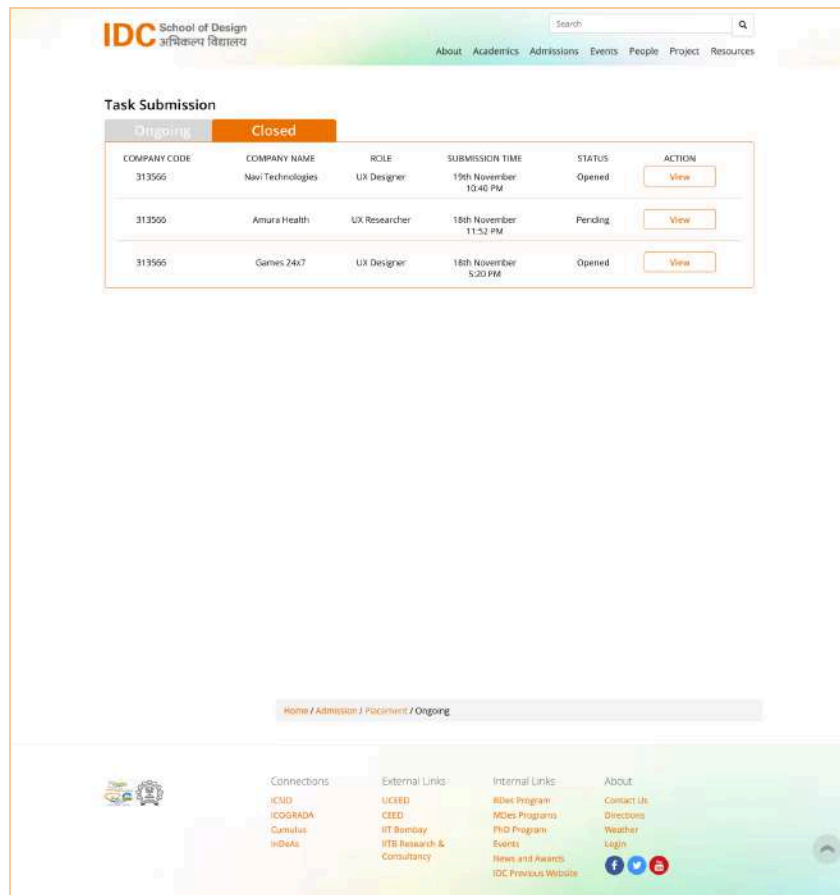 IDC School of Design
अभिकल्प विद्यालय
Search
About Academics Admissions Events People Project Resources
Task Submission
Ongoing Closed
COMPANY CODE COMPANY NAME ROLE SUBMISSION TIME STATUS ACTION
313566 Navi Technologies UX Designer 19th November Opened View
10:40 PM
313566 Amura Health UX Researcher 18th November Pending View
11:52 PM
313566 Games 24x7 UX Designer 18th November Opened View
5:20 PM
Home / Admission / Placement / Ongoing
Connections External Links Internal Links About
ICSID UCEED BDes Program Contact Us
ICOGRADA CEED MDes Programs Directions
Cumulus IIT Bombay PhD Program Weather
InDeAs IITB Research & Events Login
Consultancy News and Awards
IDC Previous Website